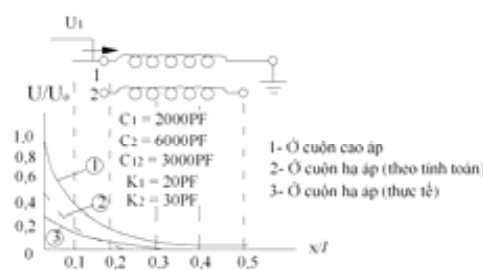 U1
1
U/Uo 2
C1 = 2000PF
C2 = 6000PF
C12 = 3000PF
K1 = 20PF
K2 = 30PF
1,0
0,8
0,6
0,4
0,2
0
1
2
3
0,1 0,2 0,3 0,4 0,5
x/l
1- Ở cuộn cao áp
2- Ở cuộn hạ áp (theo tính toán)
3- Ở cuộn hạ áp (thực tế)